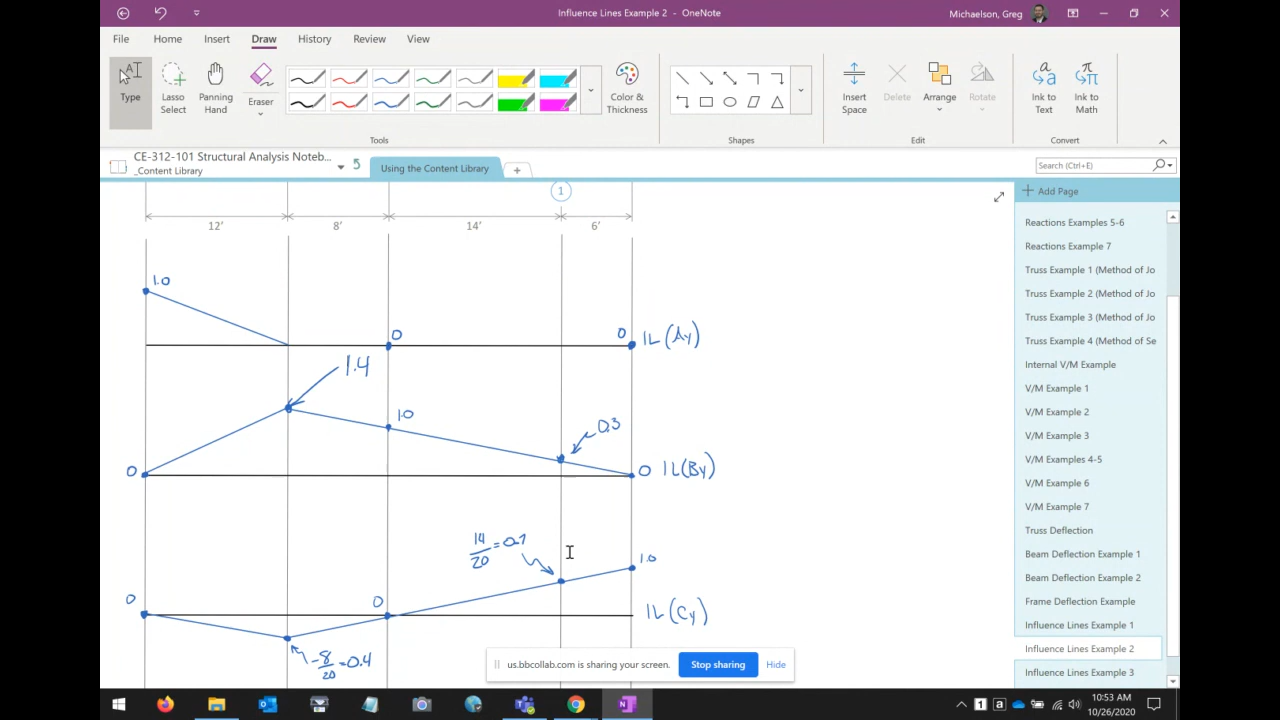 Influence Lines Example 2 - OneNote
Michaelson, Greg
File Home Insert Draw History Review View
Type
Lasso Select
Panning Hand
Eraser
Color & Thickness
Insert Space
Delete
Arrange
Rotate
Ink to Text
Ink to Math
Tools
Shapes
Edit
Convert
CE-312-101 Structural Analysis Noteb...
_Content Library
Using the Content Library
Search (Ctrl+E)
Add Page
Reactions Examples 5-6
Reactions Example 7
Truss Example 1 (Method of Jo
Truss Example 2 (Method of Jo
Truss Example 3 (Method of Jo
Truss Example 4 (Method of Se
Internal V/M Example
V/M Example 1
V/M Example 2
V/M Example 3
V/M Examples 4-5
V/M Example 6
V/M Example 7
Truss Deflection
Beam Deflection Example 1
Beam Deflection Example 2
Frame Deflection Example
Influence Lines Example 1
Influence Lines Example 2
Influence Lines Example 3
1
12' 8' 14' 6'
1.0
0 0 IL(Ay)
1.4
1.0
0.3
0 0 IL(By)
14/20=0.7
1.0
0 0 IL(Cy)
-8/20=0.4
us.bbcollab.com is sharing your screen.
Stop sharing
Hide
10:53 AM
10/26/2020